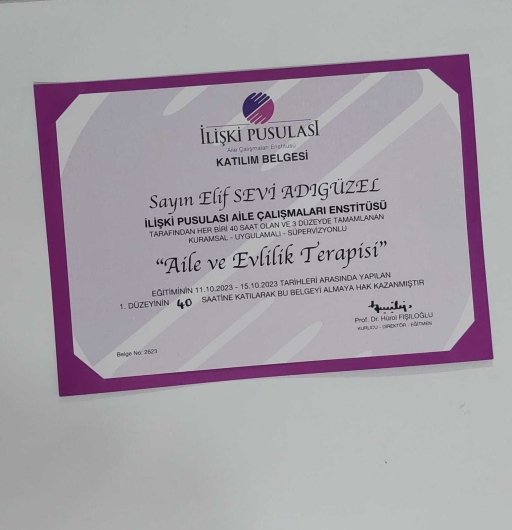 İLİŞKİ PUSULASI
Aile Çalışmaları Enstitüsü
KATILIM BELGESİ
Sayın Elif SEVİ ADIGÜZEL
İLİŞKİ PUSULASI AİLE ÇALIŞMALARI ENSTİTÜSÜ
TARAFINDAN HER BİRİ 40 SAAT OLAN VE 3 DÜZEYDE TAMAMLANAN
KURAMSAL - UYGULAMALI - SÜPERVİZYONLU
“Aile ve Evlilik Terapisi”
EĞİTİMİNİN 11.10.2023 - 15.10.2023 TARİHLERİ ARASINDA YAPILAN
1. DÜZEYİNİN 40 SAATİNE KATILARAK BU BELGEYİ ALMAYA HAK KAZANMIŞTIR
Prof. Dr. Hürol FIŞILOĞLU
KURUCU - DİREKTÖR - EĞİTMEN
Belge No: 2623